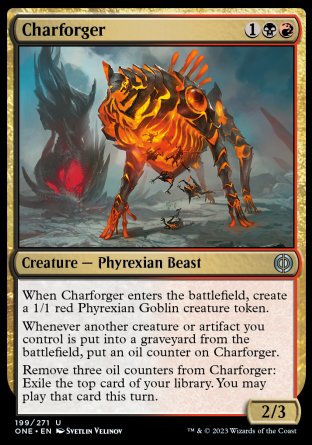 Charforger 1
Creature — Phyrexian Beast
When Charforger enters the battlefield, create
a 1/1 red Phyrexian Goblin creature token.
Whenever another creature or artifact you
control is put into a graveyard from the
battlefield, put an oil counter on Charforger.
Remove three oil counters from Charforger:
Exile the top card of your library. You may
play that card this turn.
2/3
199/271 U
ONE • EN Svetlin Velinov
™ & © 2023 Wizards of the Coast